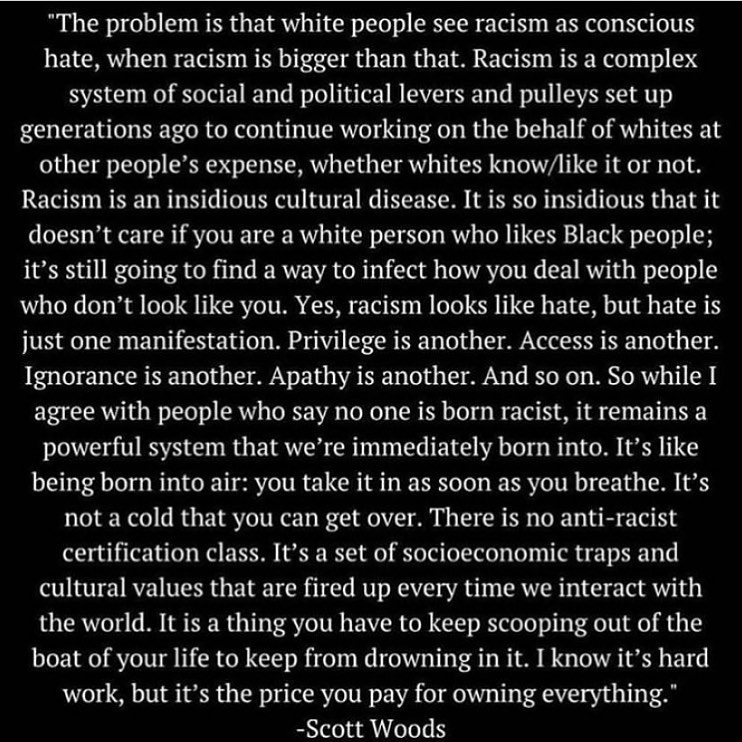 "The problem is that white people see racism as conscious
hate, when racism is bigger than that. Racism is a complex
system of social and political levers and pulleys set up
generations ago to continue working on the behalf of whites at
other people’s expense, whether whites know/like it or not.
Racism is an insidious cultural disease. It is so insidious that it
doesn’t care if you are a white person who likes Black people;
it’s still going to find a way to infect how you deal with people
who don’t look like you. Yes, racism looks like hate, but hate is
just one manifestation. Privilege is another. Access is another.
Ignorance is another. Apathy is another. And so on. So while I
agree with people who say no one is born racist, it remains a
powerful system that we’re immediately born into. It’s like
being born into air: you take it in as soon as you breathe. It’s
not a cold that you can get over. There is no anti-racist
certification class. It’s a set of socioeconomic traps and
cultural values that are fired up every time we interact with
the world. It is a thing you have to keep scooping out of the
boat of your life to keep from drowning in it. I know it’s hard
work, but it’s the price you pay for owning everything."
-Scott Woods